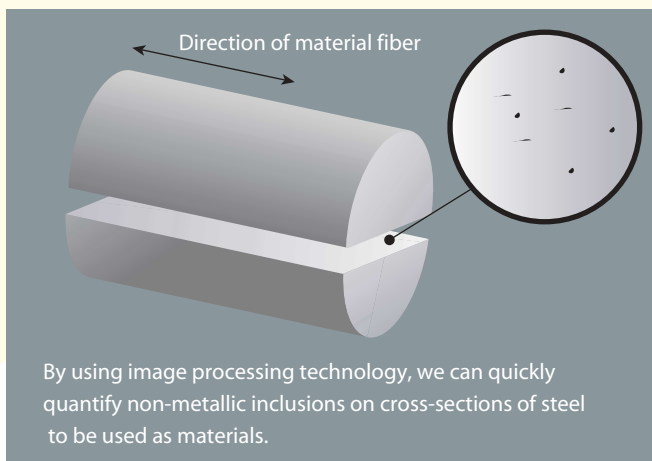 Direction of material fiber
By using image processing technology, we can quickly
quantify non-metallic inclusions on cross-sections of steel
to be used as materials.